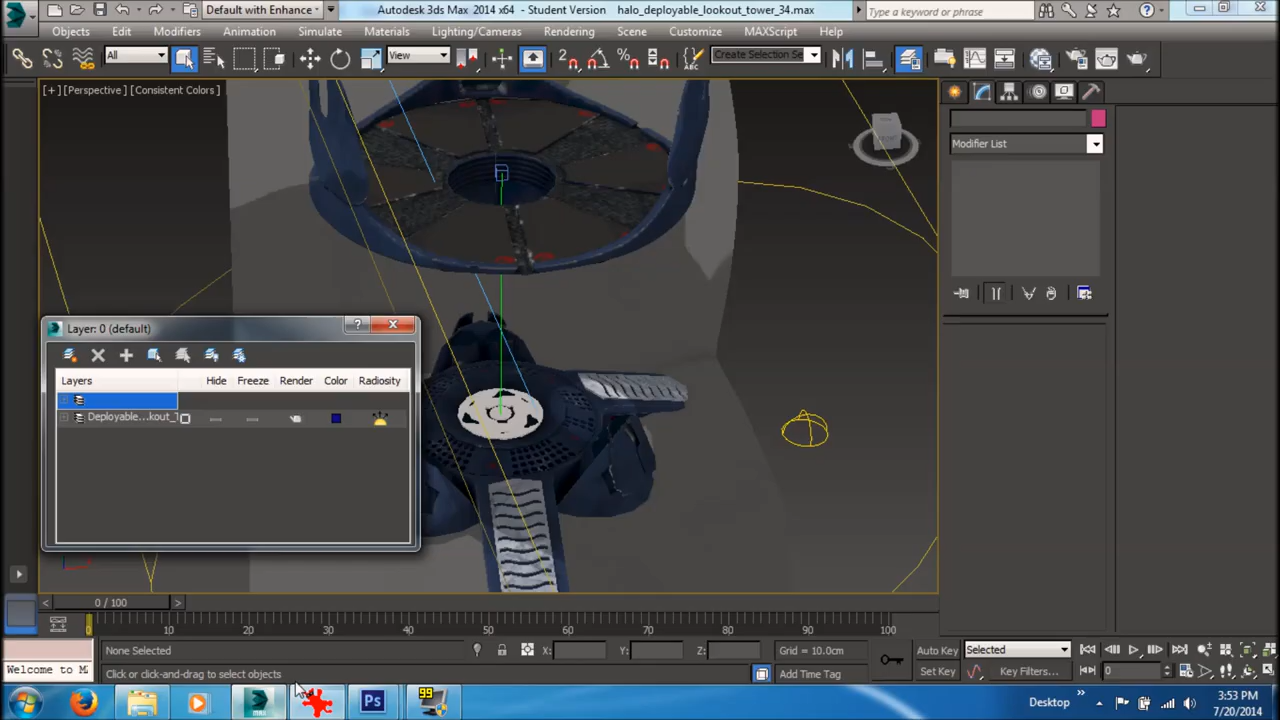 Default with Enhance
Autodesk 3ds Max 2014 x64 - Student Version halo_deployable_lookout_tower_34.max
Type a keyword or phrase
Objects Edit Modifiers Animation Simulate Materials Lighting/Cameras Rendering Scene Customize MAXScript Help
All View Create Selection Se
[+] [Perspective] [Consistent Colors]
Modifier List
Layer: 0 (default)
Layers Hide Freeze Render Color Radiosity
Deployable...kout_T
0 / 100
0 10 20 30 40 50 60 70 80 90 100
None Selected X: Y: Z: Grid = 10.0cm Auto Key Selected
Welcome to M Click or click-and-drag to select objects Add Time Tag Set Key Key Filters... 0
99
Desktop
3:53 PM
7/20/2014